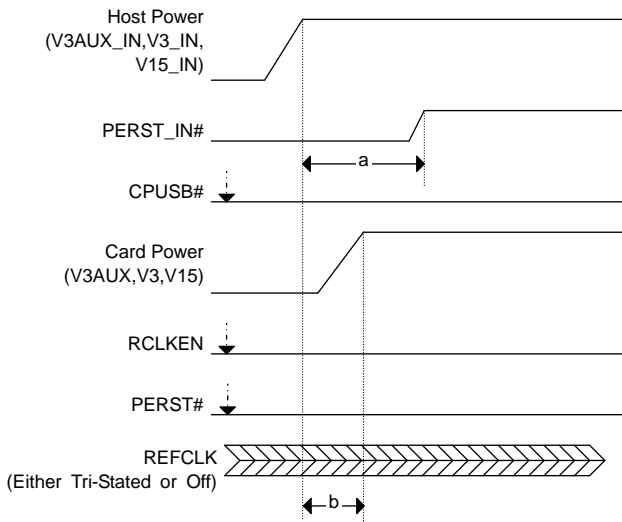 Host Power
(V3AUX_IN,V3_IN,
V15_IN)
PERST_IN#
a
CPUSB#
Card Power
(V3AUX,V3,V15)
RCLKEN
PERST#
REFCLK
(Either Tri-Stated or Off)
b